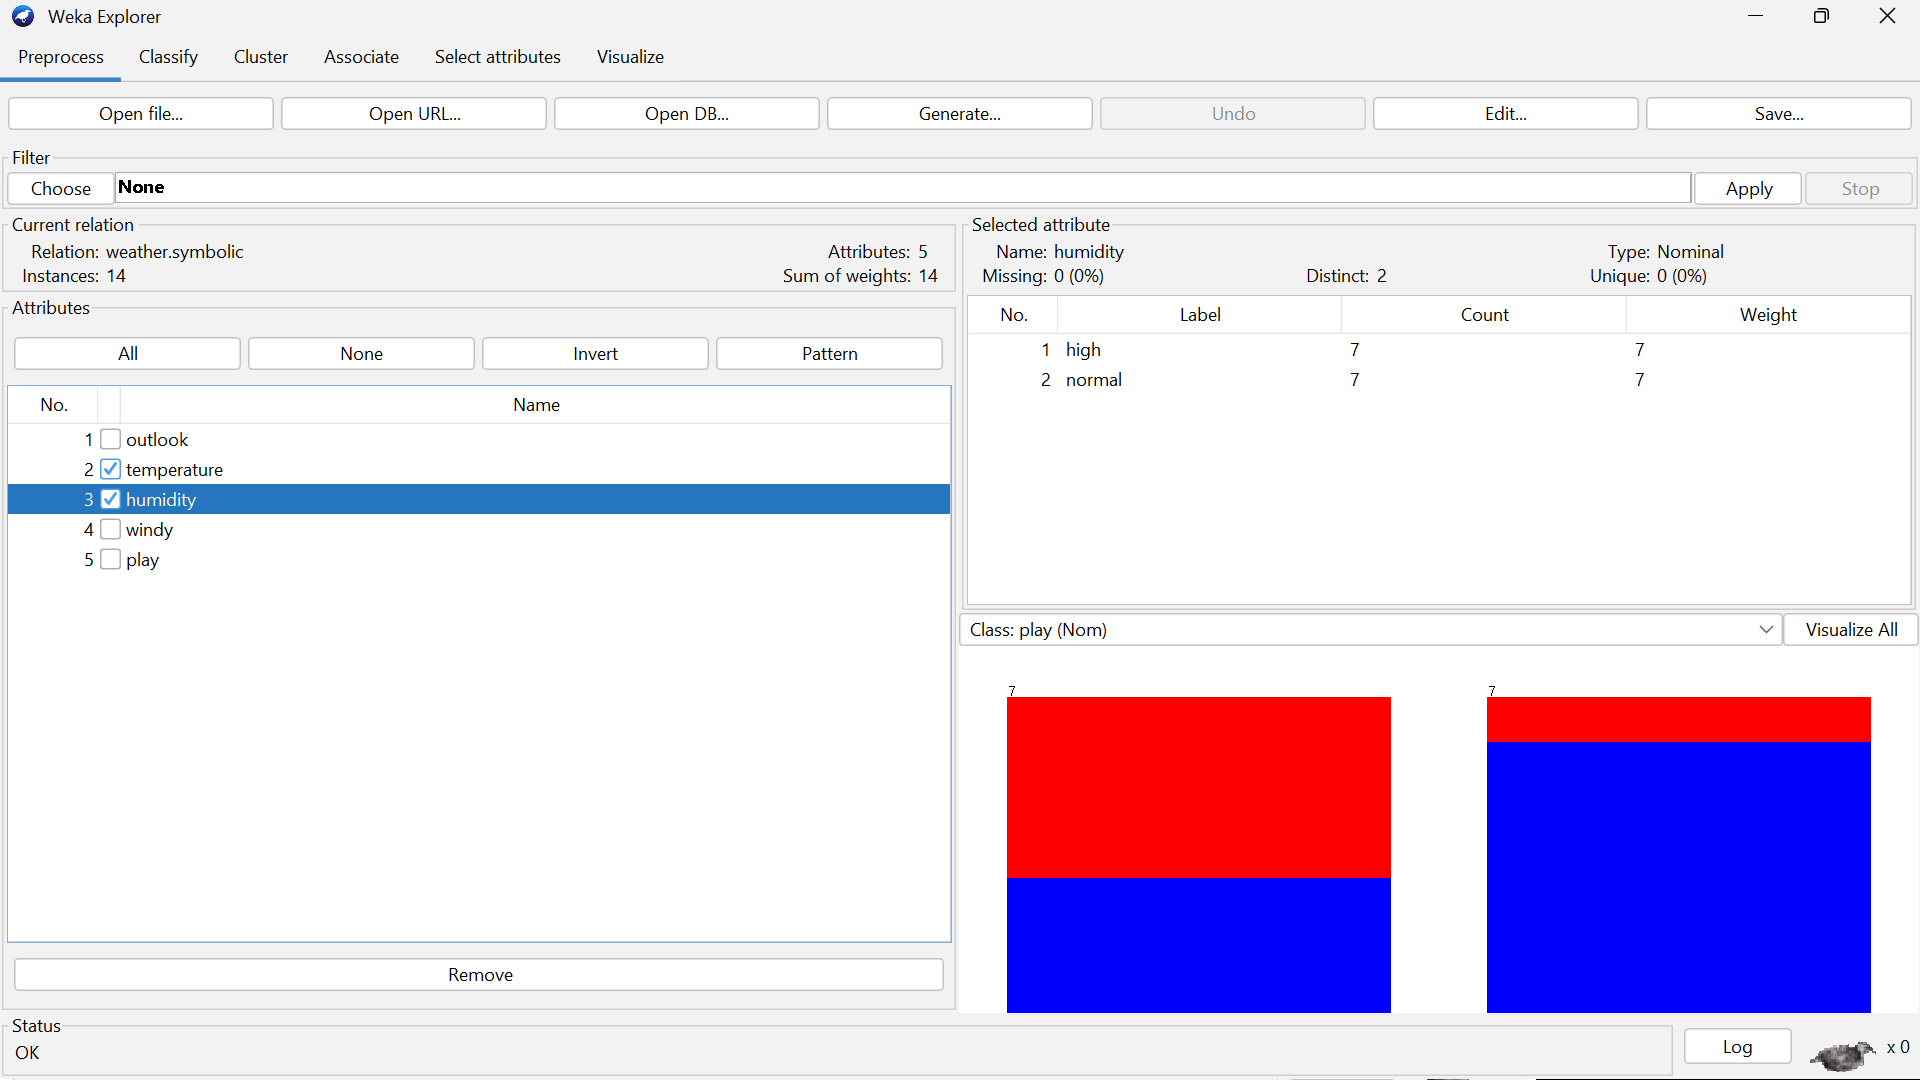 Weka Explorer
Preprocess Classify Cluster Associate Select attributes Visualize
Open file... Open URL... Open DB... Generate... Undo Edit... Save...
Filter
Choose None Apply Stop
Current relation
Relation: weather.symbolic Attributes: 5
Instances: 14 Sum of weights: 14
Selected attribute
Name: humidity Type: Nominal
Missing: 0 (0%) Distinct: 2 Unique: 0 (0%)
Attributes
All None Invert Pattern
No. Name
1 outlook
2 temperature
3 humidity
4 windy
5 play
Remove
No. Label Count Weight
1 high 7 7
2 normal 7 7
Class: play (Nom) Visualize All
7 7
Status
OK
Log x 0